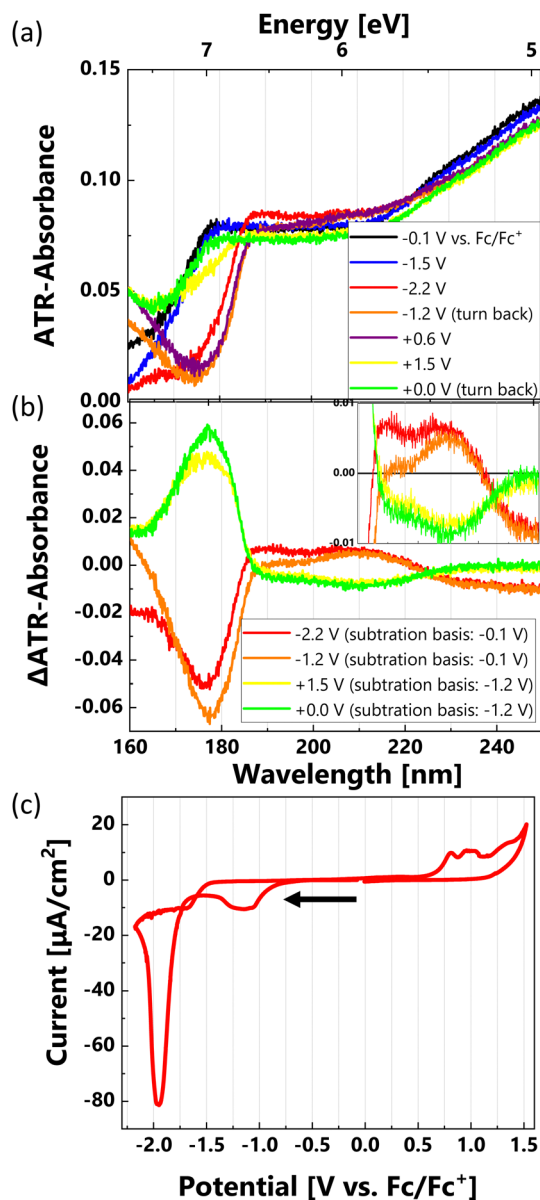 (a)
Energy [eV]
7 6 5
0.15
0.10
0.05
0.00
ATR-Absorbance
-0.1 V vs. Fc/Fc+
-1.5 V
-2.2 V
-1.2 V (turn back)
+0.6 V
+1.5 V
+0.0 V (turn back)
(b)
0.06
0.04
0.02
0.00
-0.02
-0.04
-0.06
ΔATR-Absorbance
0.01
0.00
-0.01
-2.2 V (subtration basis: -0.1 V)
-1.2 V (subtration basis: -0.1 V)
+1.5 V (subtration basis: -1.2 V)
+0.0 V (subtration basis: -1.2 V)
160 180 200 220 240
Wavelength [nm]
(c)
20
0
-20
-40
-60
-80
Current [µA/cm²]
-2.0 -1.5 -1.0 -0.5 0.0 0.5 1.0 1.5
Potential [V vs. Fc/Fc+]